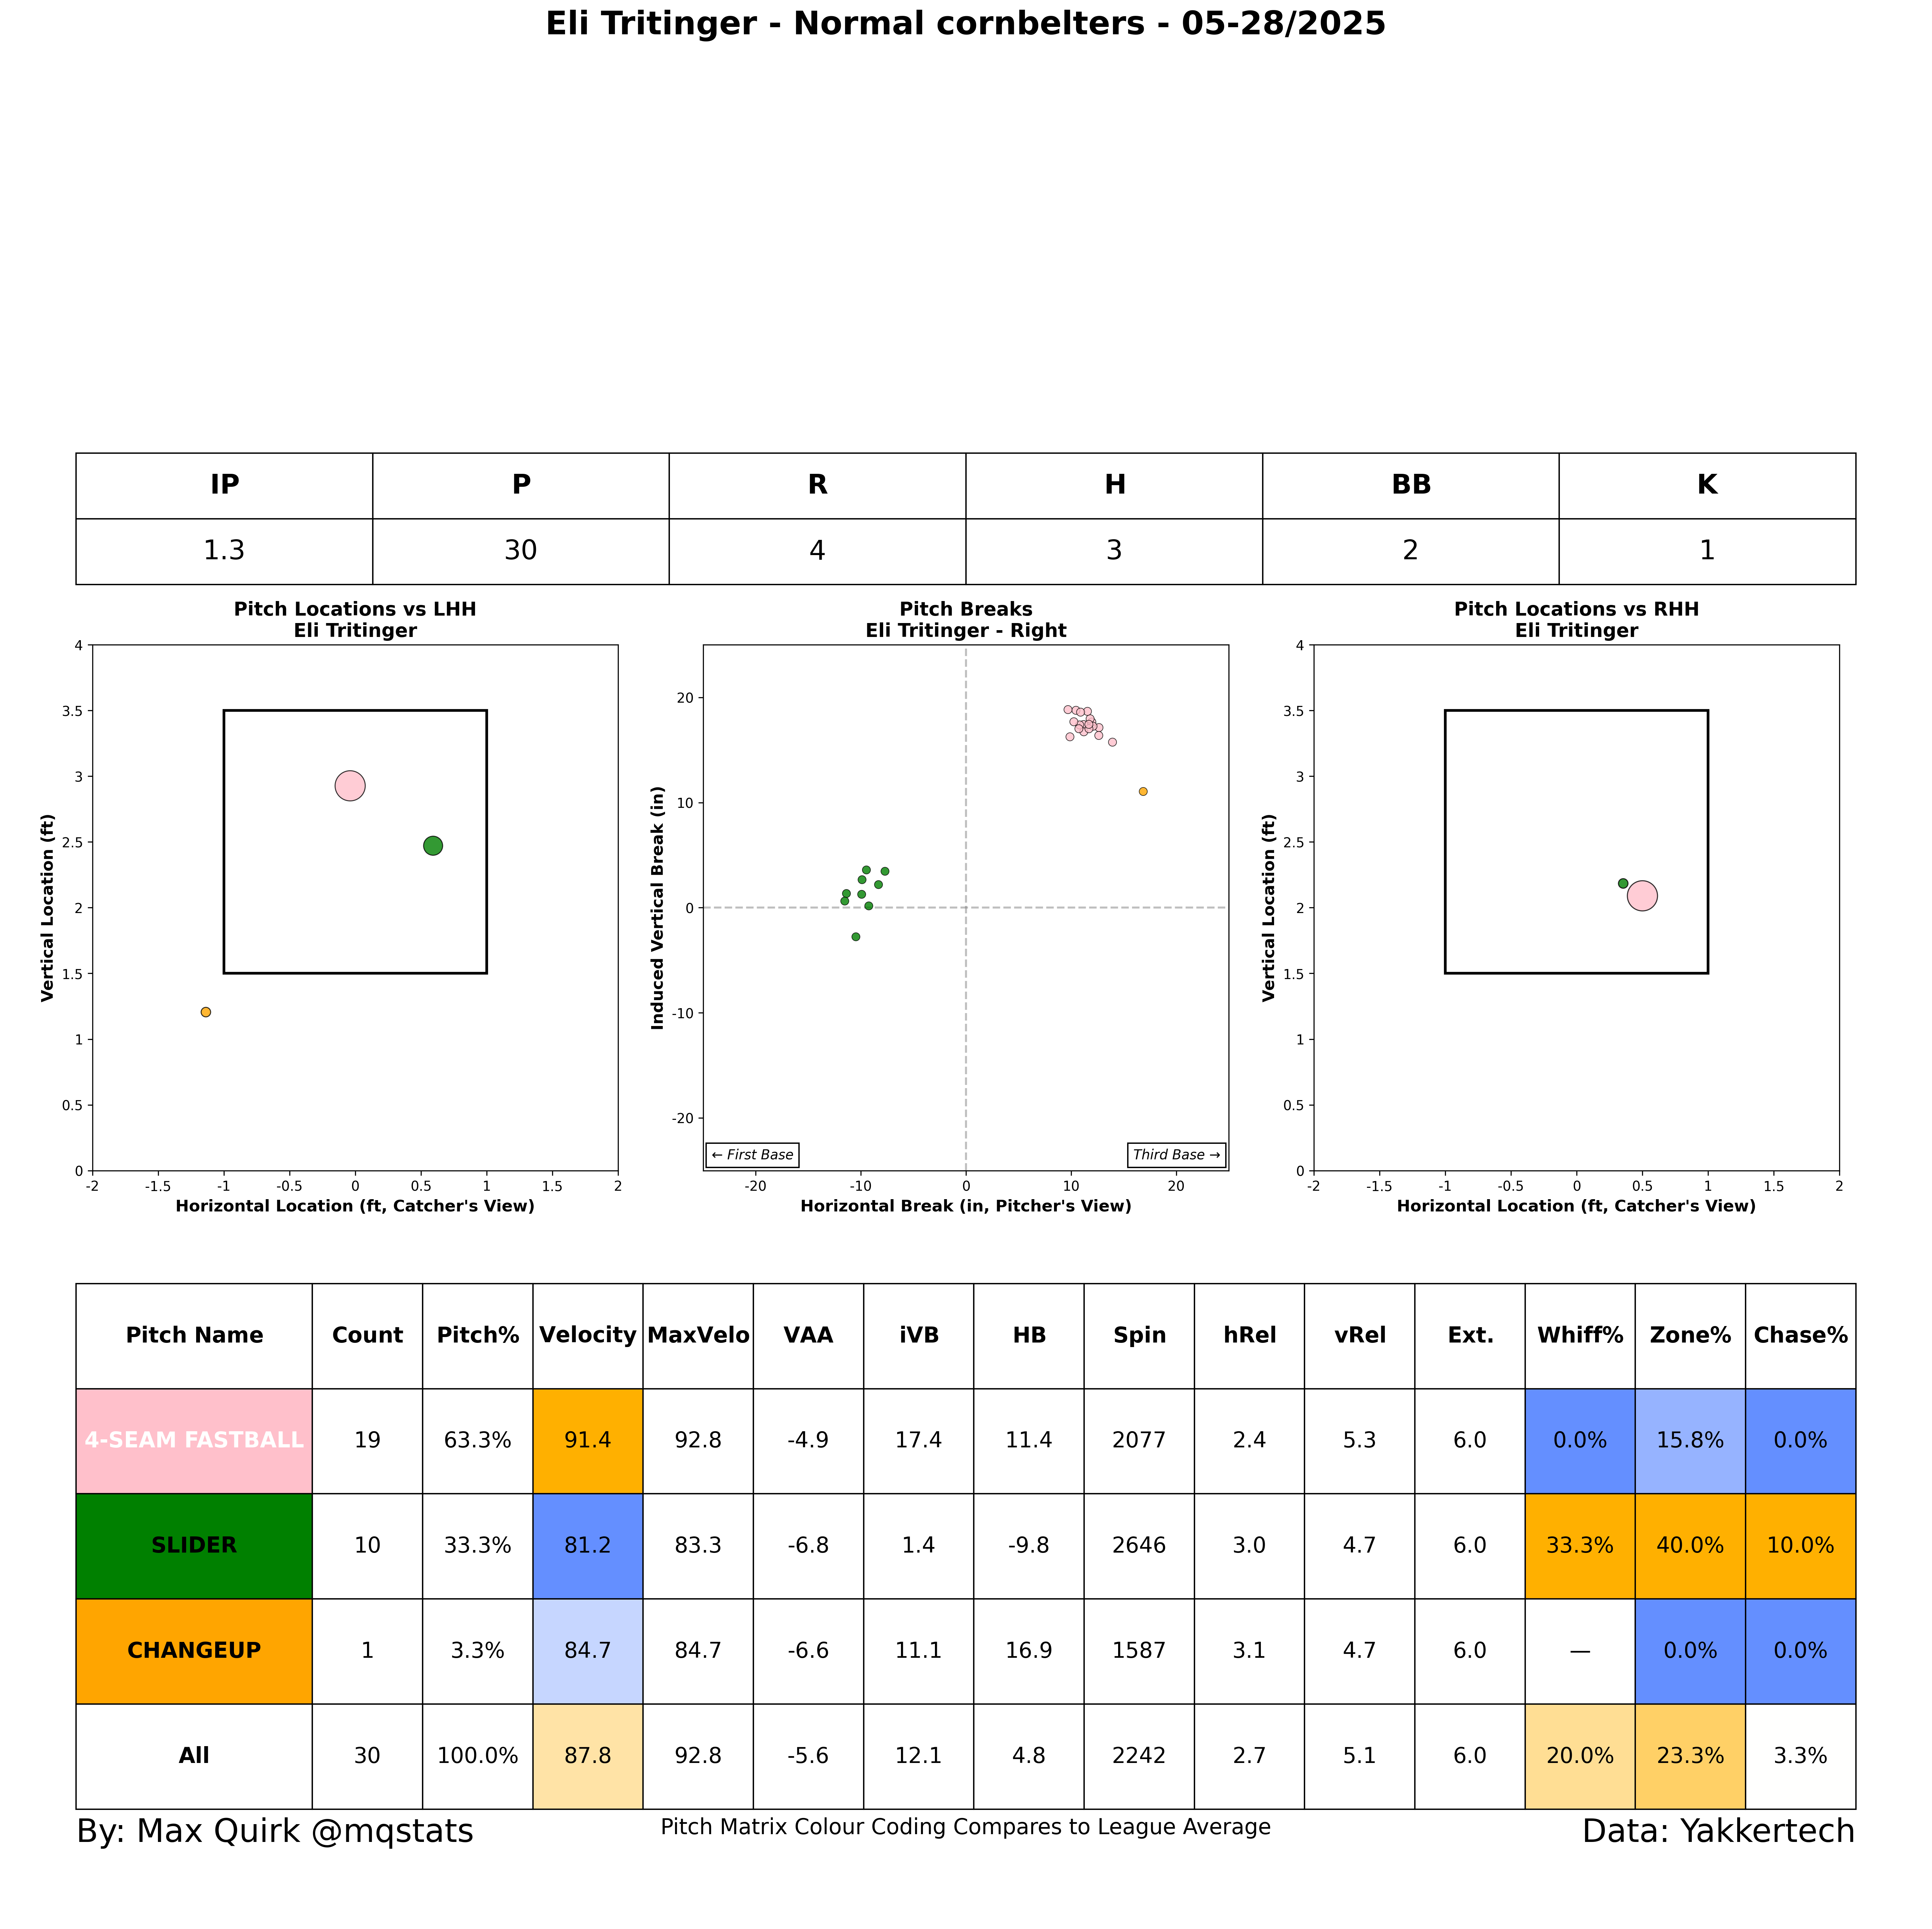 Eli Tritinger - Normal cornbelters - 05-28/2025
IP P R H BB K
1.3 30 4 3 2 1
Pitch Locations vs LHH
Eli Tritinger
4
3.5
3
2.5
2
1.5
1
0.5
0
-2 -1.5 -1 -0.5 0 0.5 1 1.5 2
Vertical Location (ft)
Horizontal Location (ft, Catcher's View)
Pitch Breaks
Eli Tritinger - Right
20
10
0
-10
-20
← First Base Third Base →
-20 -10 0 10 20
Induced Vertical Break (in)
Horizontal Break (in, Pitcher's View)
Pitch Locations vs RHH
Eli Tritinger
4
3.5
3
2.5
2
1.5
1
0.5
0
-2 -1.5 -1 -0.5 0 0.5 1 1.5 2
Vertical Location (ft)
Horizontal Location (ft, Catcher's View)
Pitch Name Count Pitch% Velocity MaxVelo VAA iVB HB Spin hRel vRel Ext. Whiff% Zone% Chase%
4-SEAM FASTBALL 19 63.3% 91.4 92.8 -4.9 17.4 11.4 2077 2.4 5.3 6.0 0.0% 15.8% 0.0%
SLIDER 10 33.3% 81.2 83.3 -6.8 1.4 -9.8 2646 3.0 4.7 6.0 33.3% 40.0% 10.0%
CHANGEUP 1 3.3% 84.7 84.7 -6.6 11.1 16.9 1587 3.1 4.7 6.0 — 0.0% 0.0%
All 30 100.0% 87.8 92.8 -5.6 12.1 4.8 2242 2.7 5.1 6.0 20.0% 23.3% 3.3%
By: Max Quirk @mqstats
Pitch Matrix Colour Coding Compares to League Average
Data: Yakkertech